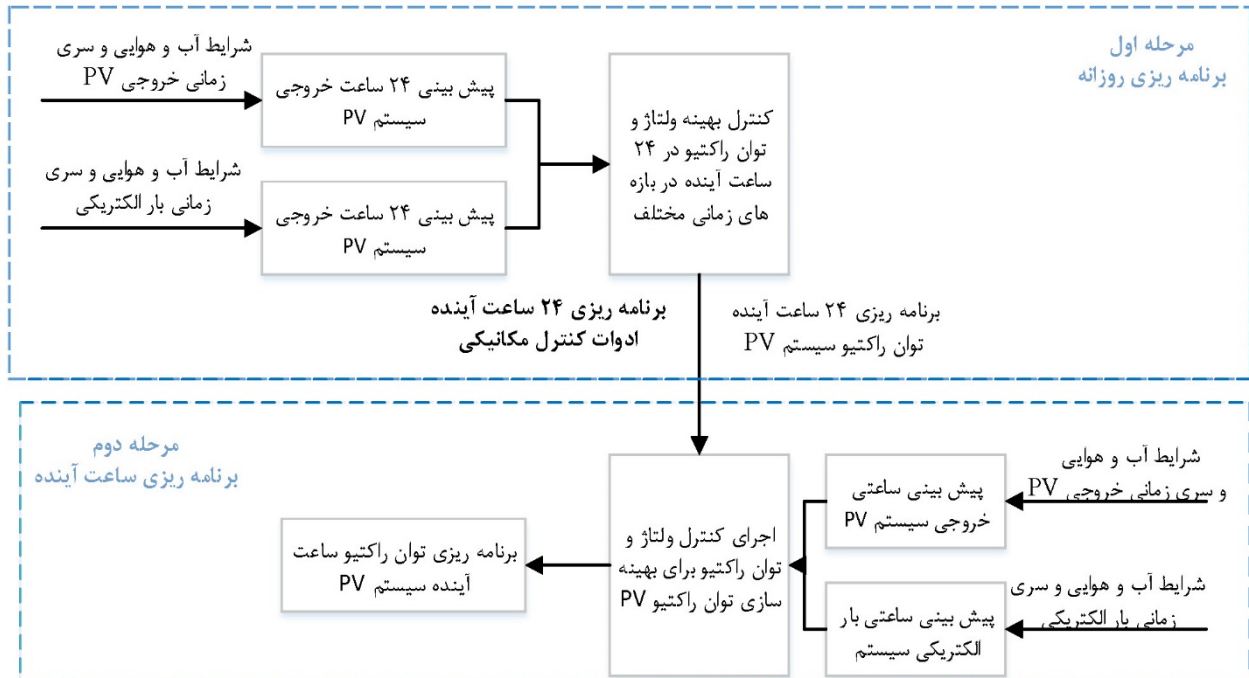 مرحله اول
برنامه ریزی روزانه
شرایط آب و هوایی و سری
زمانی خروجی PV
پیش بینی ۲۴ ساعت خروجی
سیستم PV
شرایط آب و هوایی و سری
زمانی بار الکتریکی
پیش بینی ۲۴ ساعت خروجی
سیستم PV
کنترل بهینه ولتاژ و
توان راکتیو در ۲۴
ساعت آینده در بازه
های زمانی مختلف
برنامه ریزی ۲۴ ساعت آینده
توان راکتیو سیستم PV
برنامه ریزی ۲۴ ساعت آینده
ادوات کنترل مکانیکی
مرحله دوم
برنامه ریزی ساعت آینده
شرایط آب و هوایی
و سری زمانی خروجی PV
پیش بینی ساعتی
خروجی سیستم PV
شرایط آب و هوایی و سری
زمانی بار الکتریکی
پیش بینی ساعتی بار
الکتریکی سیستم
اجرای کنترل ولتاژ و
توان راکتیو برای بهینه
سازی توان راکتیو PV
برنامه ریزی توان راکتیو ساعت
آینده سیستم PV